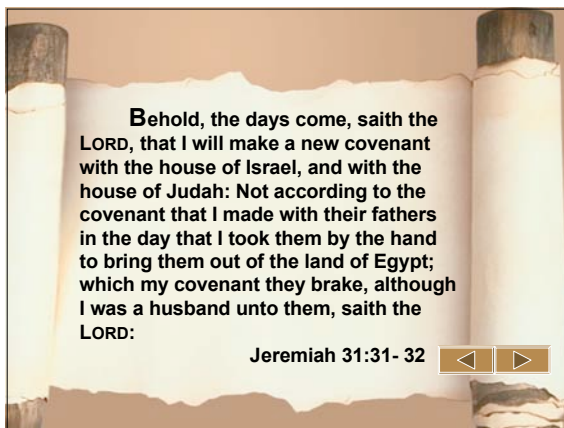 Behold, the days come, saith the
LORD, that I will make a new covenant
with the house of Israel, and with the
house of Judah: Not according to the
covenant that I made with their fathers
in the day that I took them by the hand
to bring them out of the land of Egypt;
which my covenant they brake, although
I was a husband unto them, saith the
LORD:
Jeremiah 31:31- 32